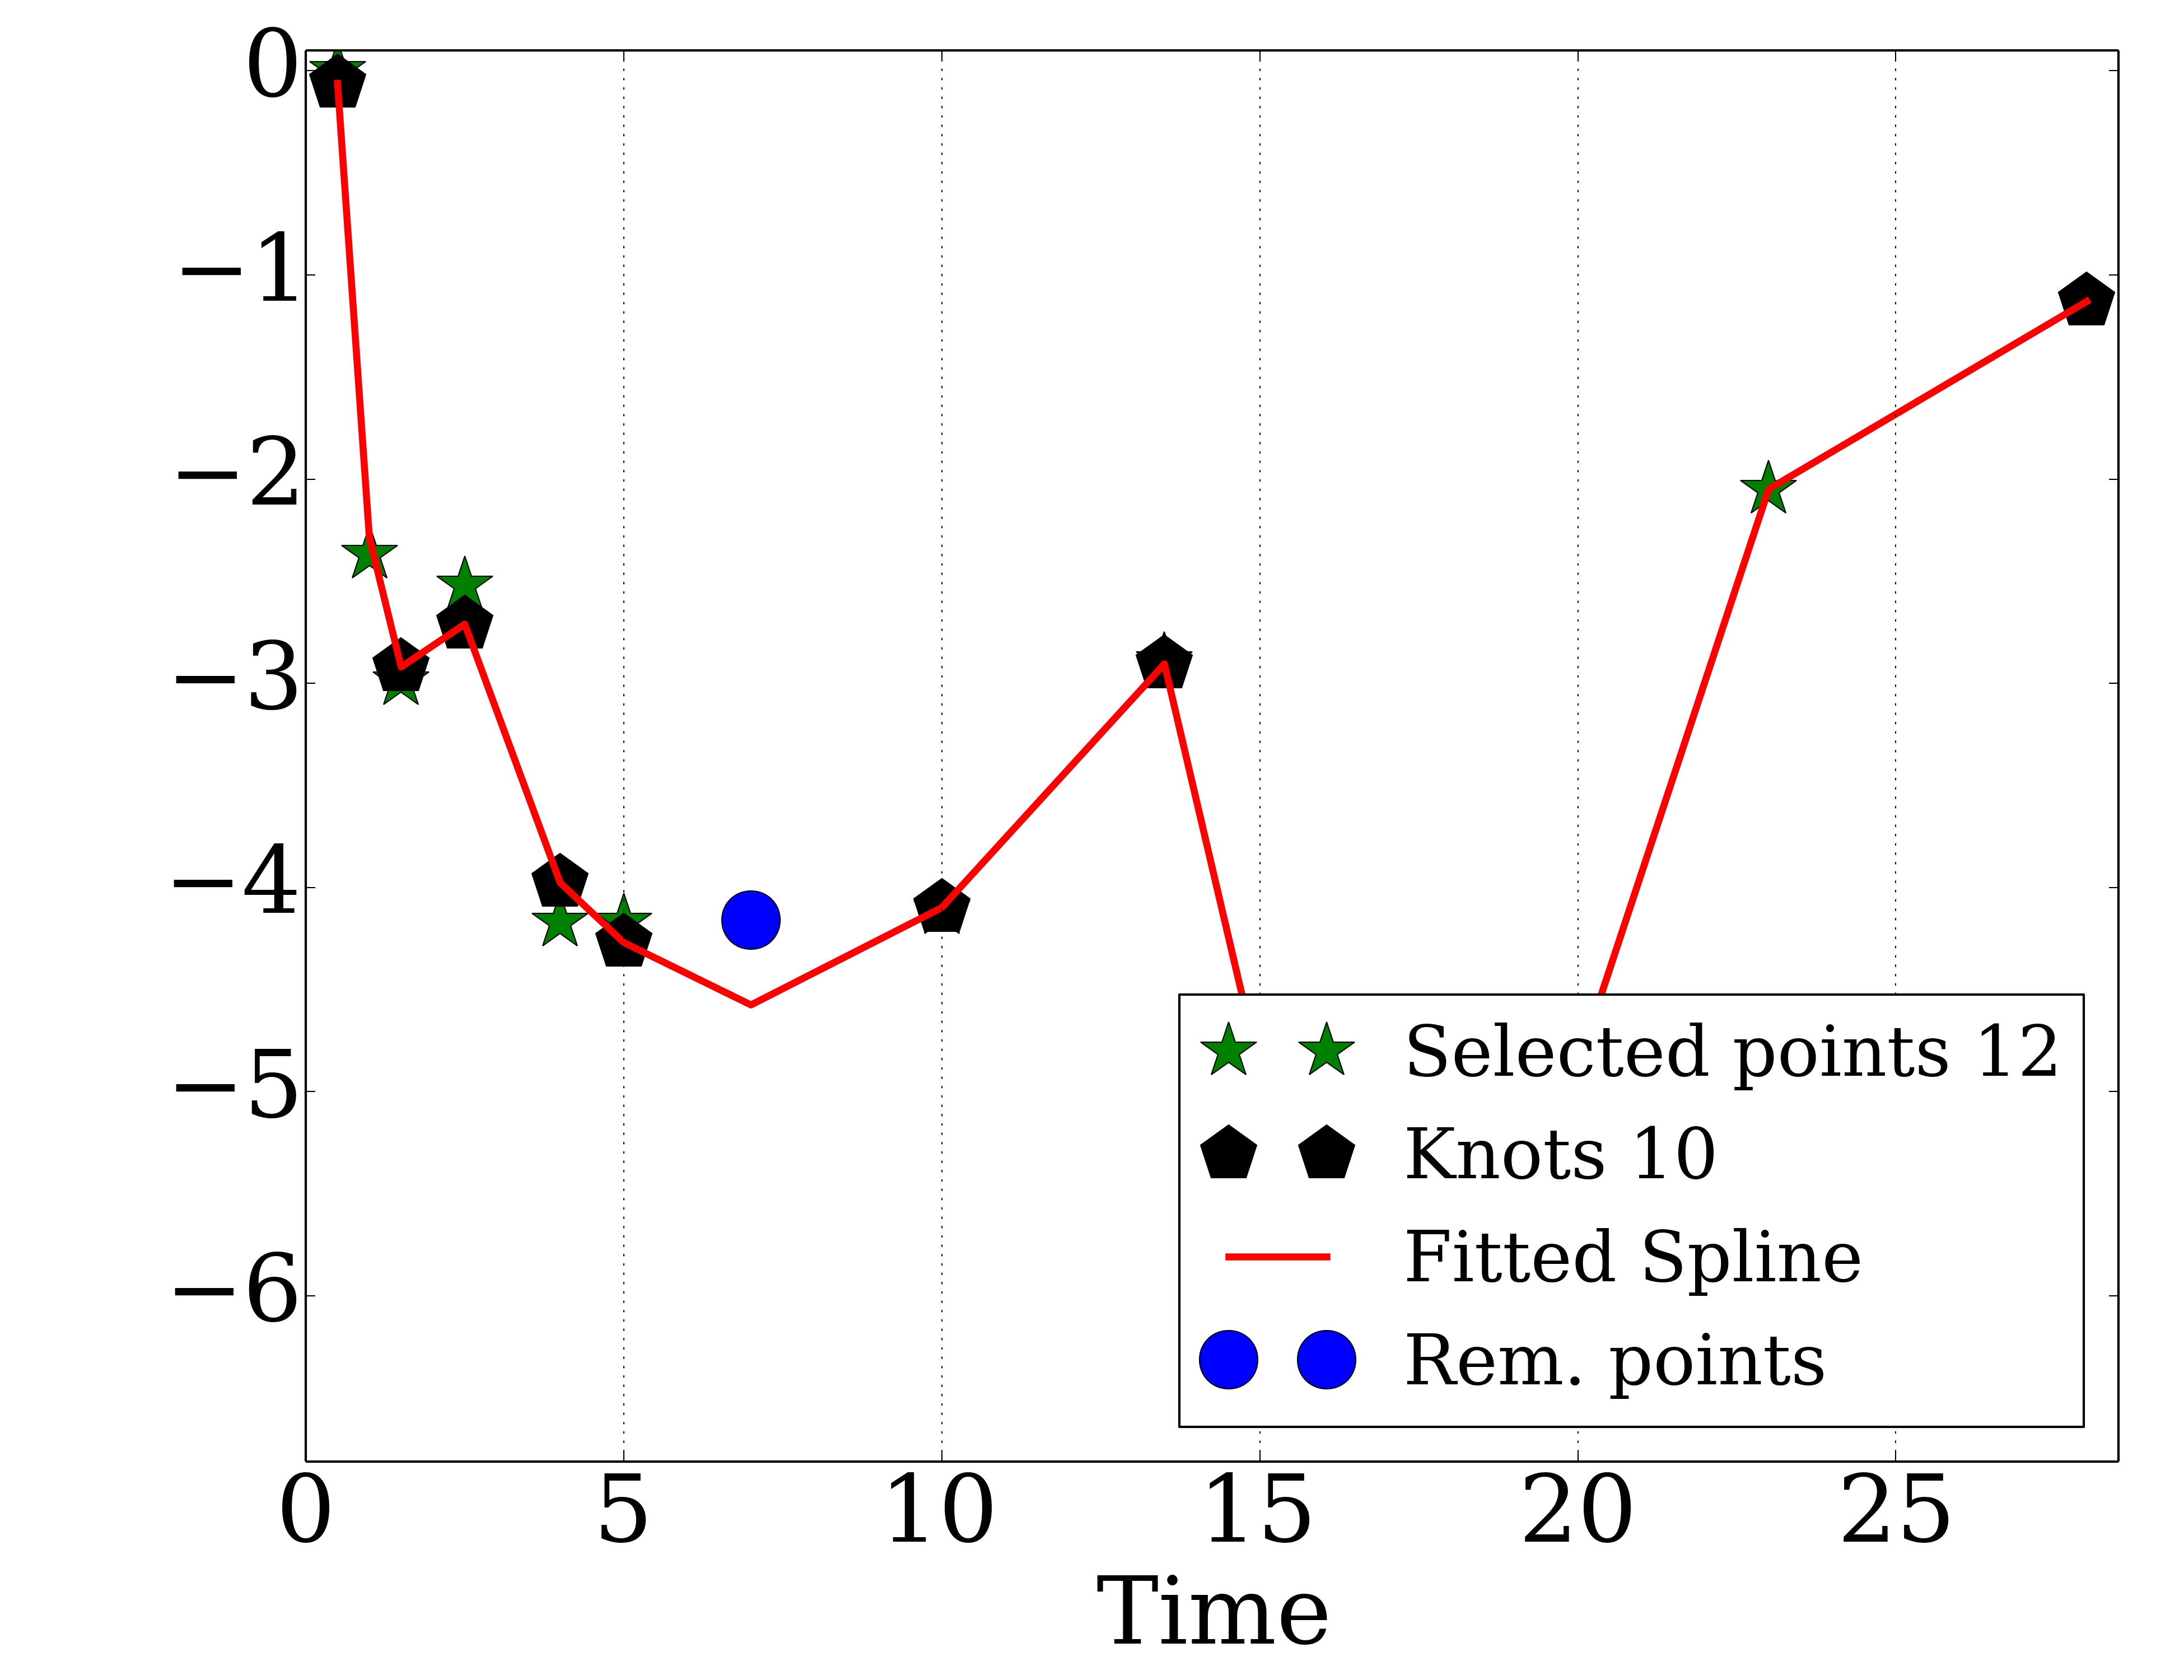 0
−1
−2
−3
−4
−5
−6
Selected points 12
Knots 10
Fitted Spline
Rem. points
0 5 10 15 20 25
Time